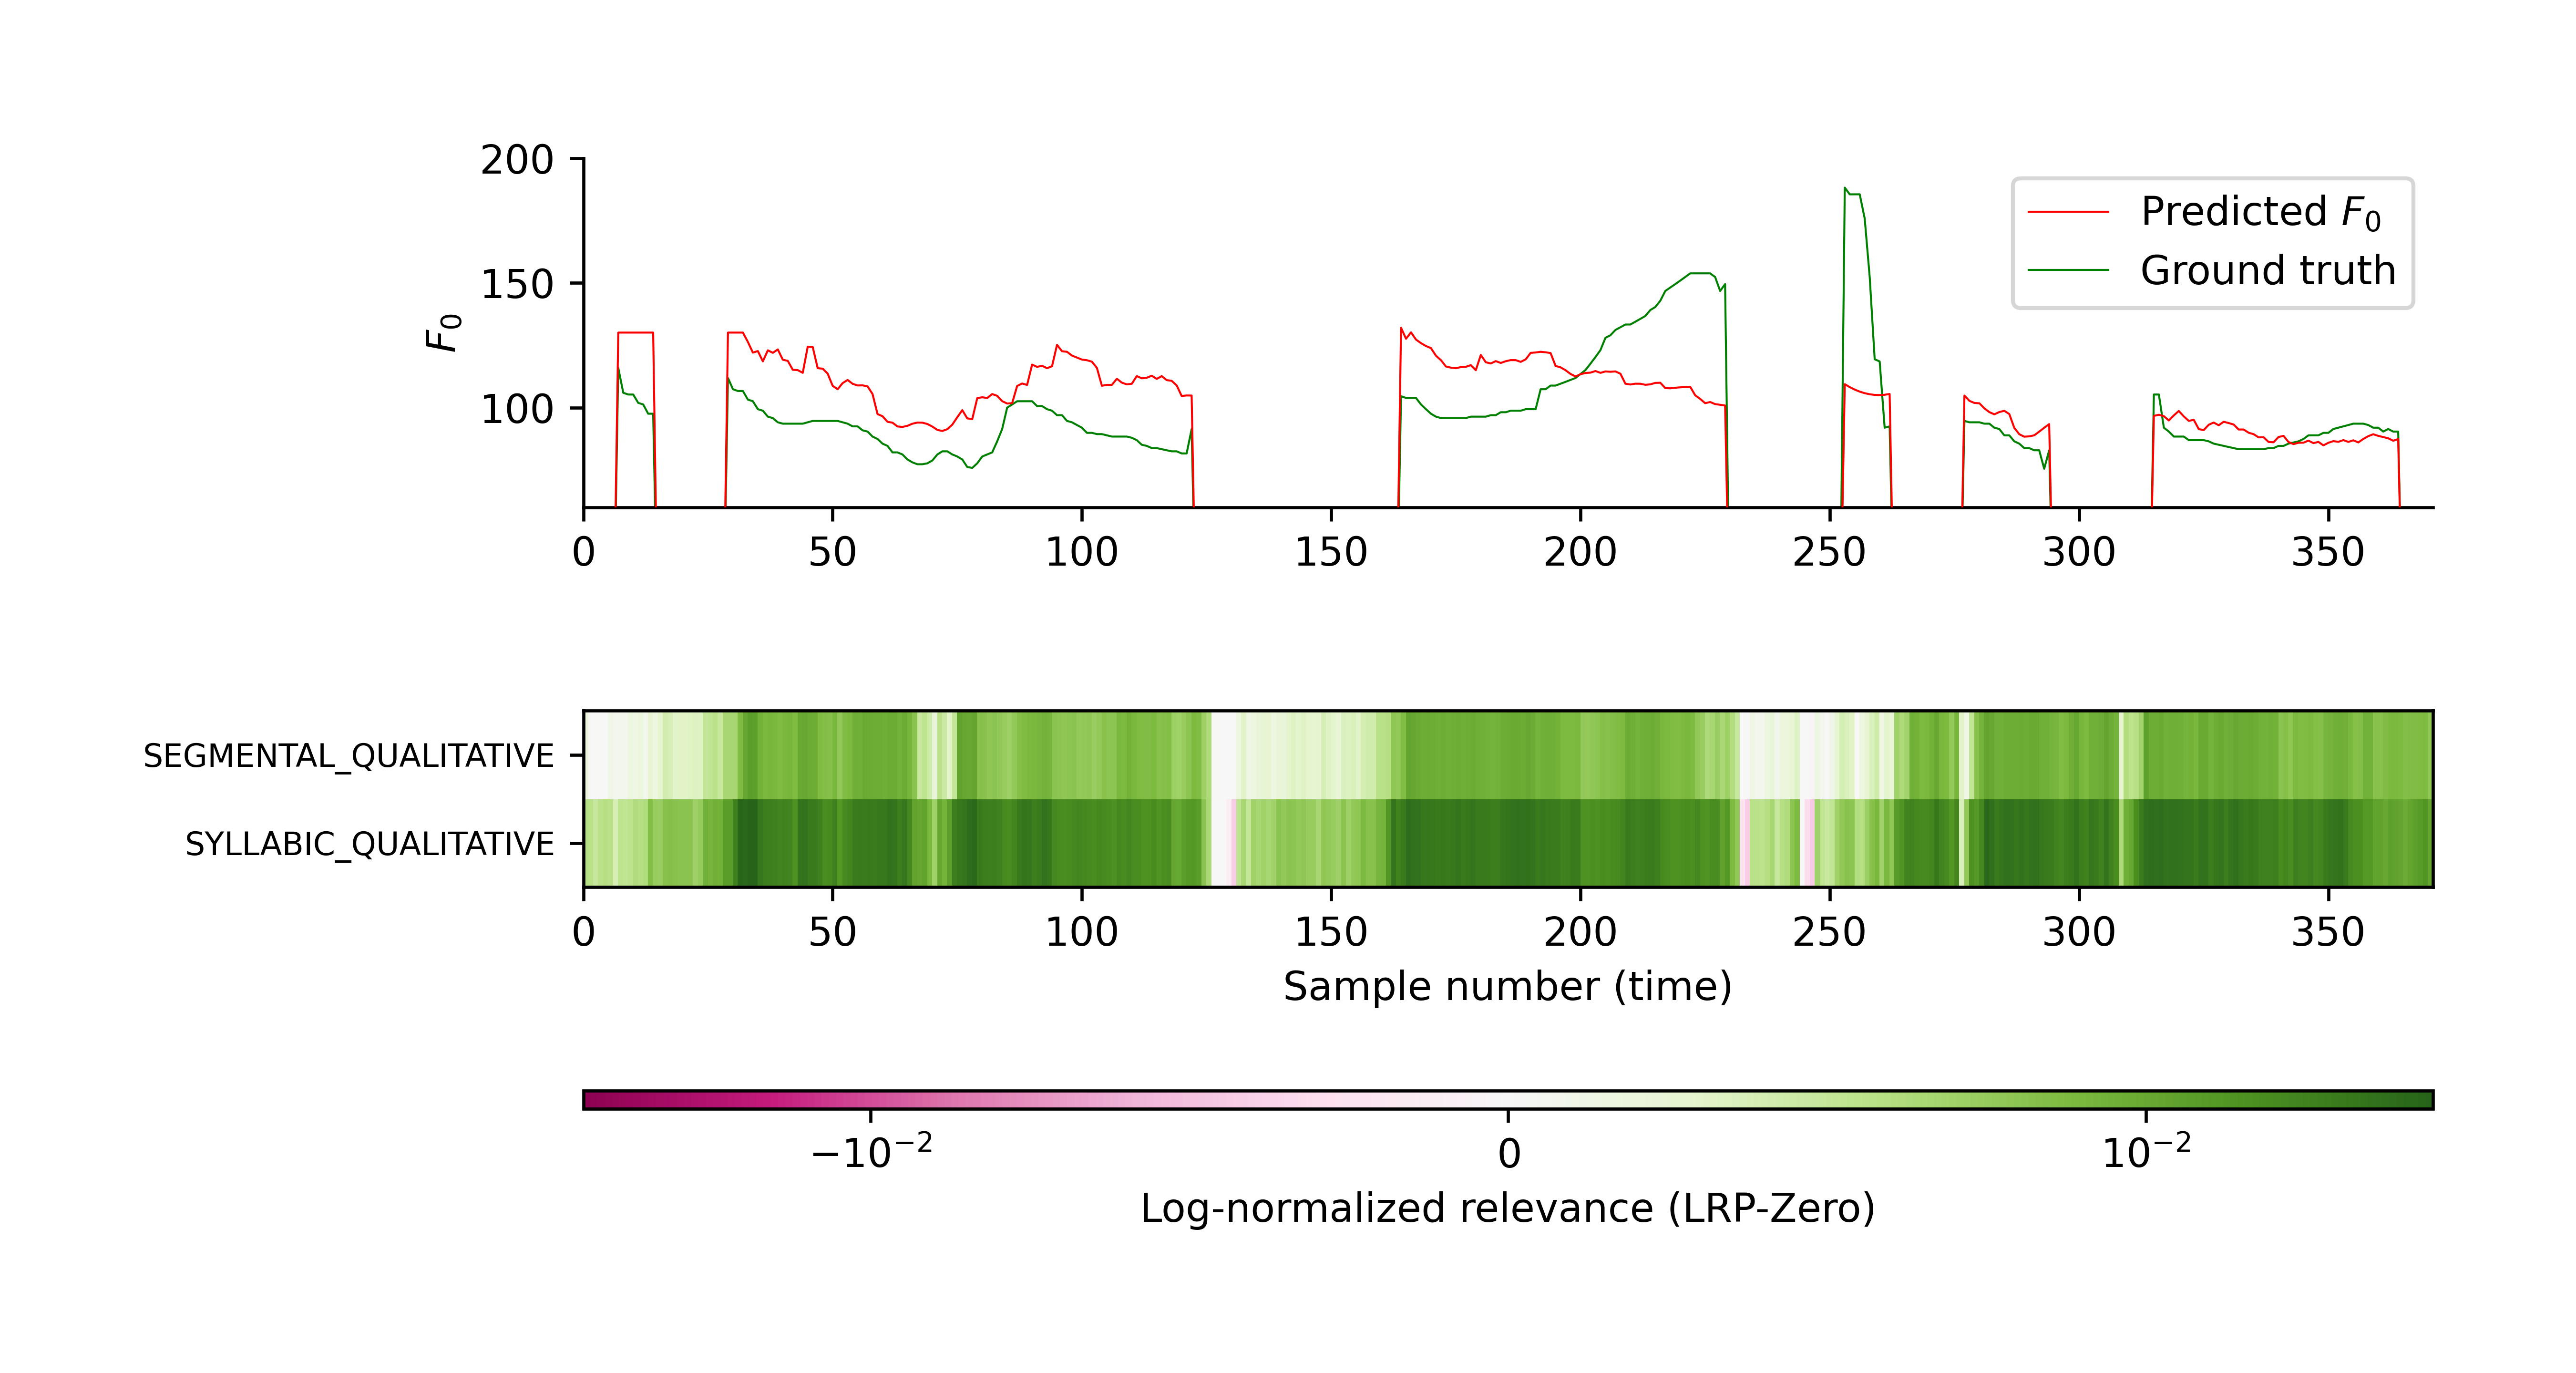 200
150
100
F₀
Predicted F₀
Ground truth
0 50 100 150 200 250 300 350
SEGMENTAL_QUALITATIVE
SYLLABIC_QUALITATIVE
0 50 100 150 200 250 300 350
Sample number (time)
−10⁻² 0 10⁻²
Log-normalized relevance (LRP-Zero)